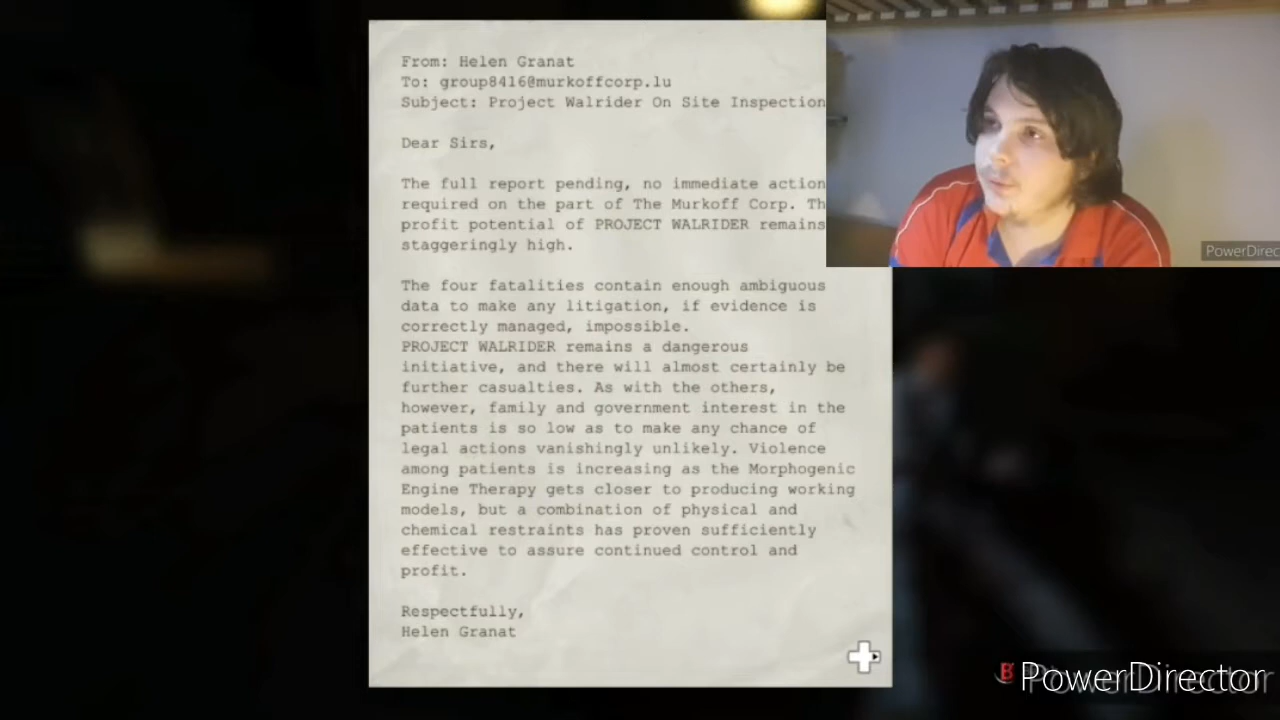 From: Helen Granat
To: group8416@murkoffcorp.lu
Subject: Project Walrider On Site Inspection
Dear Sirs,
The full report pending, no immediate action
required on the part of The Murkoff Corp. Th
profit potential of PROJECT WALRIDER remains
staggeringly high.
The four fatalities contain enough ambiguous
data to make any litigation, if evidence is
correctly managed, impossible.
PROJECT WALRIDER remains a dangerous
initiative, and there will almost certainly be
further casualties. As with the others,
however, family and government interest in the
patients is so low as to make any chance of
legal actions vanishingly unlikely. Violence
among patients is increasing as the Morphogenic
Engine Therapy gets closer to producing working
models, but a combination of physical and
chemical restraints has proven sufficiently
effective to assure continued control and
profit.
Respectfully,
Helen Granat
PowerDirec
PowerDirector